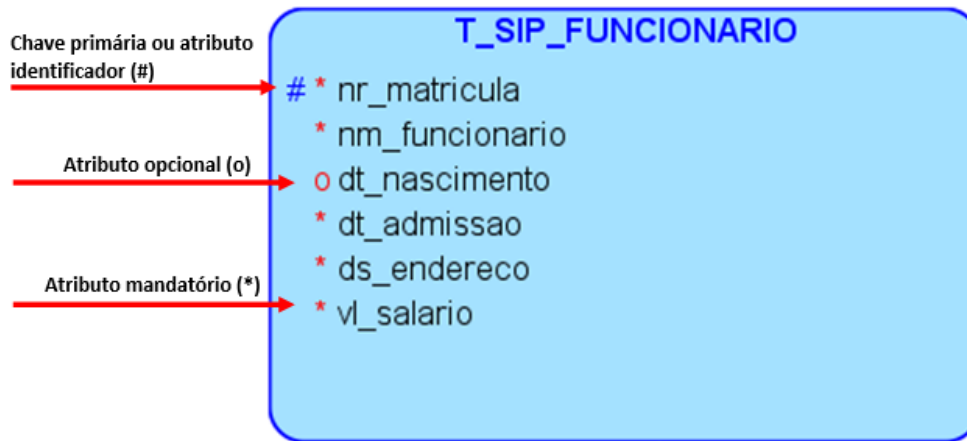 T_SIP_FUNCIONARIO
Chave primária ou atributo
identificador (#)
# * nr_matricula
* nm_funcionario
Atributo opcional (o)
o dt_nascimento
* dt_admissao
* ds_endereco
Atributo mandatório (*)
* vl_salario